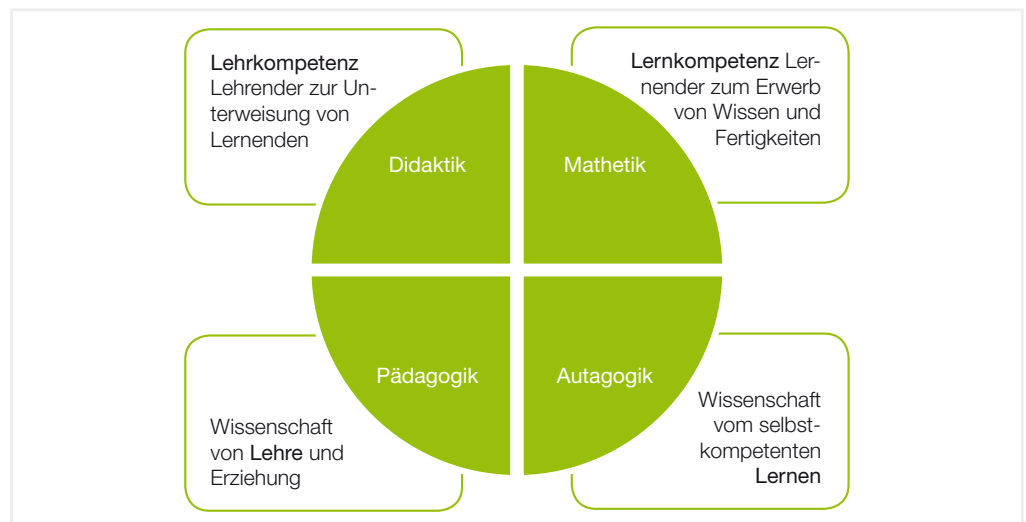 Lehrkompetenz
Lehrender zur Un-
terweisung von
Lernenden
Lernkompetenz Ler-
nender zum Erwerb
von Wissen und
Fertigkeiten
Didaktik
Mathetik
Pädagogik
Autagogik
Wissenschaft
von Lehre und
Erziehung
Wissenschaft
vom selbst-
kompetenten
Lernen